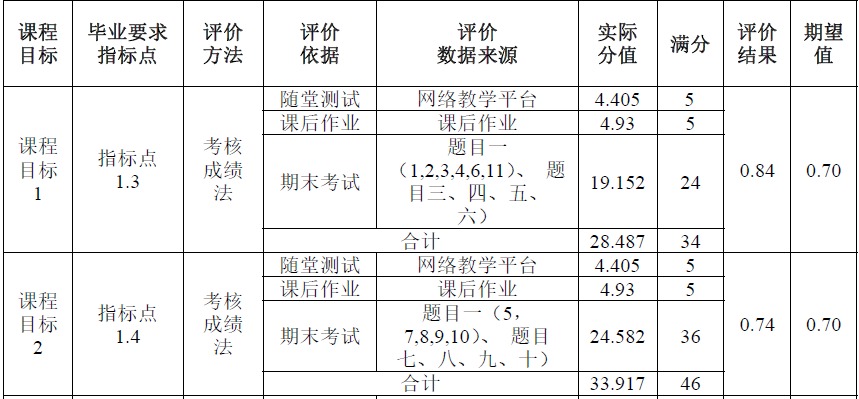 课程目标 毕业要求指标点 评价方法 评价依据 评价数据来源 实际分值 满分 评价结果 期望值
课程目标1 指标点1.3 考核成绩法 随堂测试 网络教学平台 4.405 5 0.84 0.70
课后作业 课后作业 4.93 5
期末考试 题目一（1,2,3,4,6,11）、 题目三、四、五、六） 19.152 24
合计 28.487 34
课程目标2 指标点1.4 考核成绩法 随堂测试 网络教学平台 4.405 5 0.74 0.70
课后作业 课后作业 4.93 5
期末考试 题目一（5，7,8,9,10）、 题目七、八、九、十） 24.582 36
合计 33.917 46